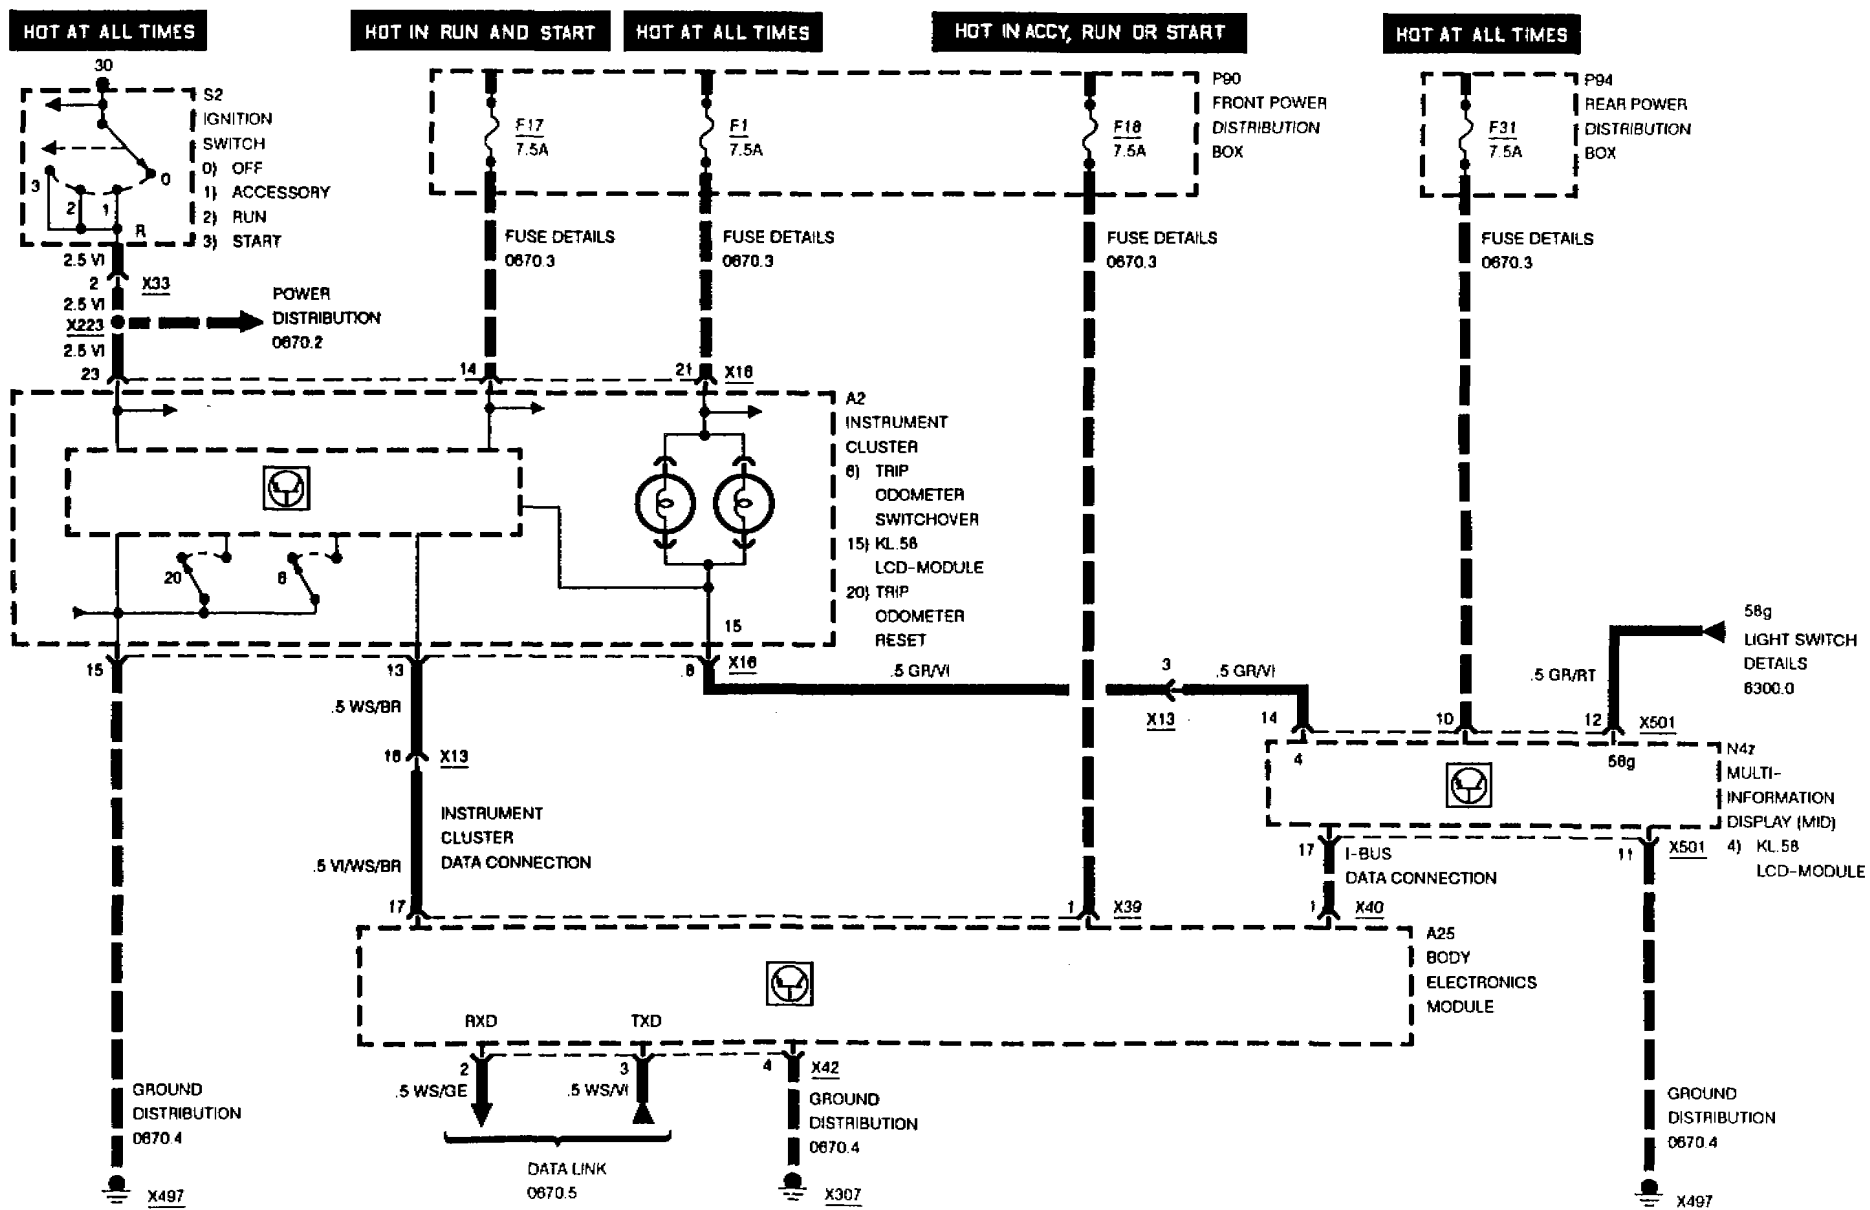 HOT AT ALL TIMES
HOT IN RUN AND START
HOT AT ALL TIMES
HOT IN ACCY, RUN OR START
HOT AT ALL TIMES
30
S2
IGNITION
SWITCH
0) OFF
1) ACCESSORY
2) RUN
3) START
3
2
1
0
R
F17
7.5A
F1
7.5A
F18
7.5A
P90
FRONT POWER
DISTRIBUTION
BOX
F31
7.5A
P94
REAR POWER
DISTRIBUTION
BOX
2.5 VI
2
X33
2.5 VI
X223
2.5 VI
23
POWER
DISTRIBUTION
0670.2
FUSE DETAILS
0670.3
FUSE DETAILS
0670.3
FUSE DETAILS
0670.3
FUSE DETAILS
0670.3
14
21
X16
A2
INSTRUMENT
CLUSTER
6) TRIP
ODOMETER
SWITCHOVER
15) KL.58
LCD-MODULE
20) TRIP
ODOMETER
RESET
20
6
15
15
13
8
X16
.5 WS/BR
.5 GR/VI
3
X13
.5 GR/VI
.5 GR/RT
58g
LIGHT SWITCH
DETAILS
6300.0
14
10
12
X501
4
58g
N4z
MULTI-
INFORMATION
DISPLAY (MID)
4) KL.58
LCD-MODULE
16
X13
INSTRUMENT
CLUSTER
DATA CONNECTION
.5 VI/WS/BR
17
I-BUS
DATA CONNECTION
11
X501
17
1
X39
1
X40
A25
BODY
ELECTRONICS
MODULE
RXD
TXD
2
3
4
X42
.5 WS/GE
.5 WS/VI
GROUND
DISTRIBUTION
0670.4
GROUND
DISTRIBUTION
0670.4
GROUND
DISTRIBUTION
0670.4
DATA LINK
0670.5
X497
X307
X497